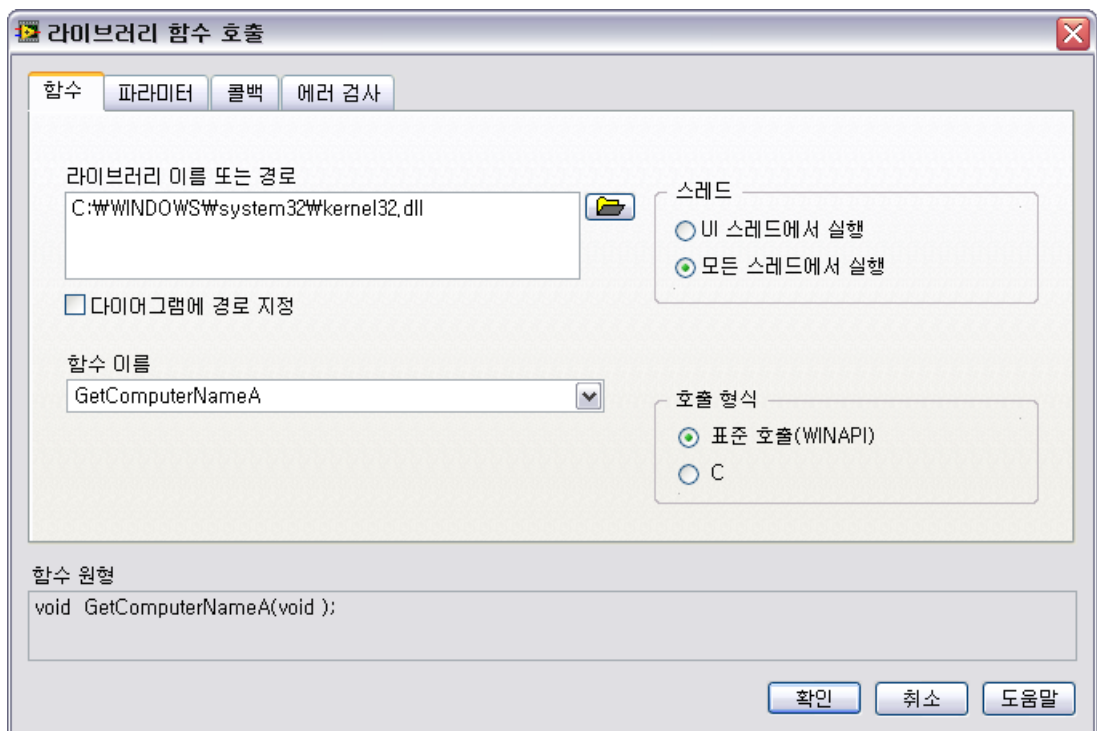 라이브러리 함수 호출
함수
파라미터
콜백
에러 검사
라이브러리 이름 또는 경로
C:₩WINDOWS₩system32₩kernel32.dll
다이어그램에 경로 지정
함수 이름
GetComputerNameA
스레드
UI 스레드에서 실행
모든 스레드에서 실행
호출 형식
표준 호출(WINAPI)
C
함수 원형
void  GetComputerNameA(void );
확인
취소
도움말